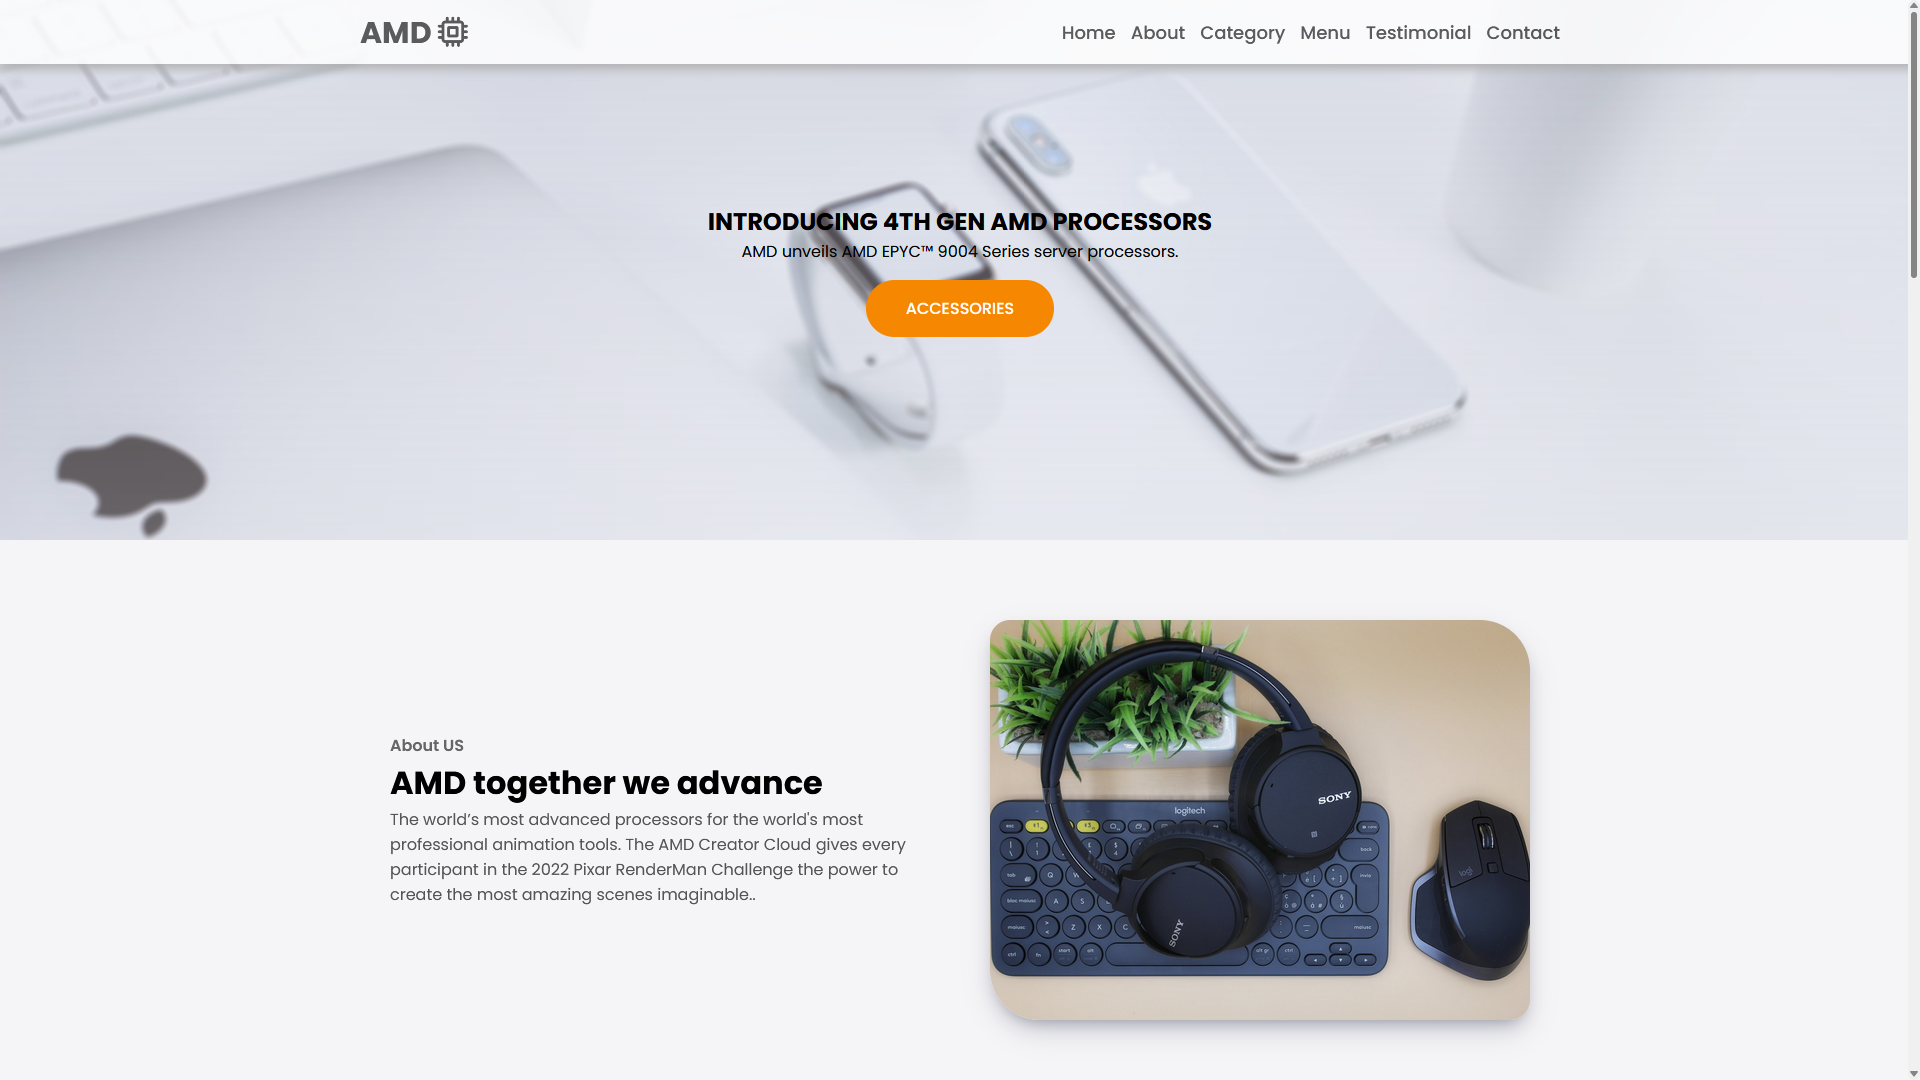 AMD
Home About Category Menu Testimonial Contact
INTRODUCING 4TH GEN AMD PROCESSORS
AMD unveils AMD EPYC™ 9004 Series server processors.
ACCESSORIES
About US
AMD together we advance
The world’s most advanced processors for the world's most
professional animation tools. The AMD Creator Cloud gives every
participant in the 2022 Pixar RenderMan Challenge the power to
create the most amazing scenes imaginable..
SONY
logitech
logi
SONY